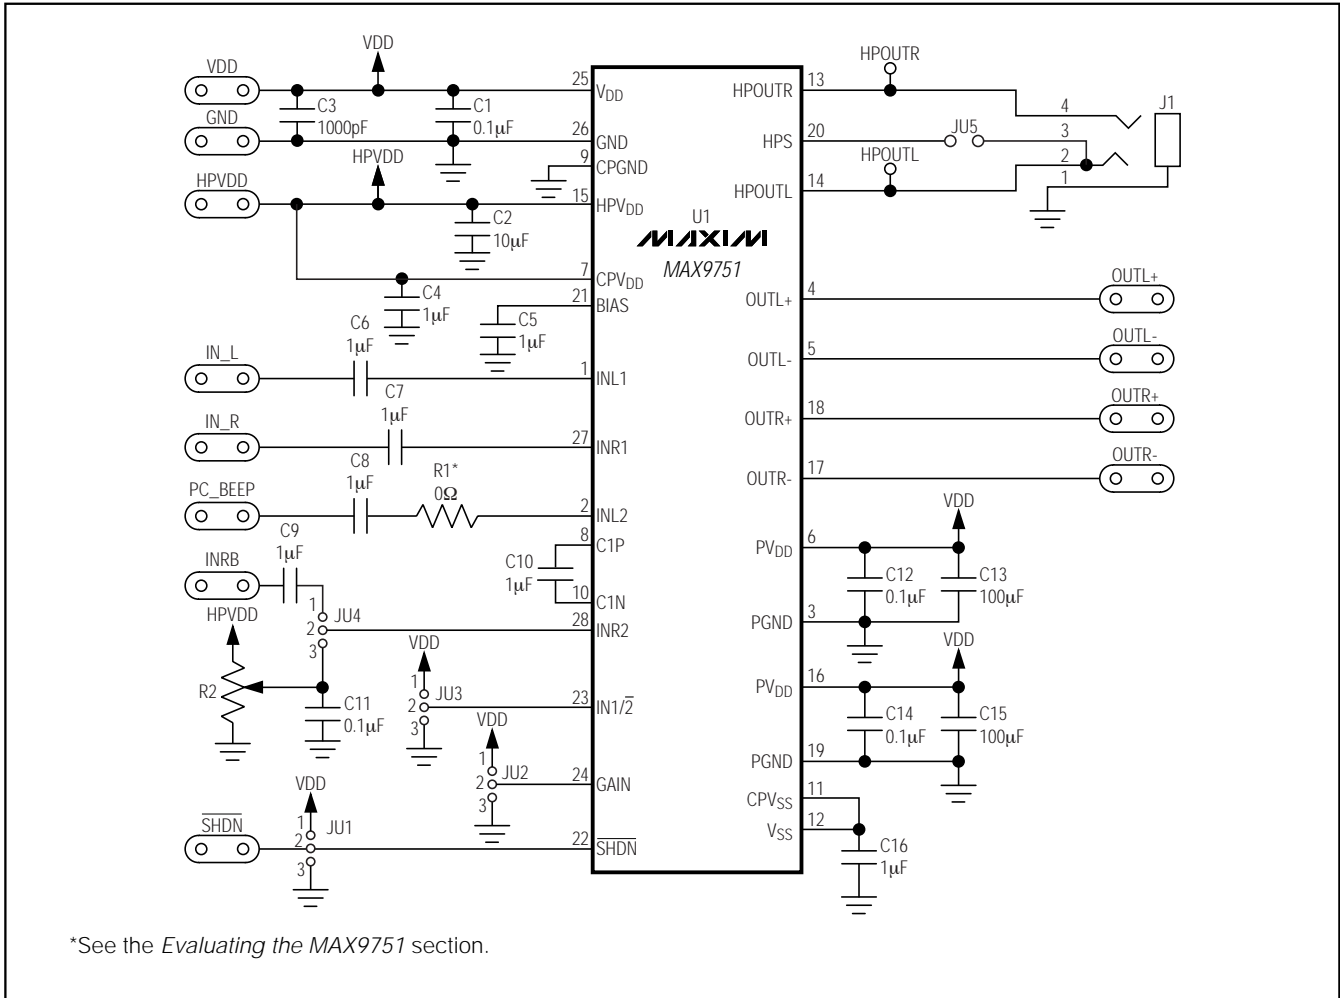 VDD
VDD
C3
1000pF
C1
0.1µF
GND
HPVDD
HPVDD
C2
10µF
C4
1µF
C5
1µF
C6
1µF
IN_L
C7
1µF
IN_R
C8
1µF
R1*
0Ω
PC_BEEP
C9
1µF
INRB
C10
1µF
HPVDD
1
2
3
JU4
R2
C11
0.1µF
VDD
1
2
3
JU3
VDD
1
2
3
JU2
VDD
1
2
3
JU1
SHDN
25
VDD
26
GND
9
CPGND
15
HPVDD
7
CPVDD
21
BIAS
1
INL1
27
INR1
2
INL2
8
C1P
10
C1N
28
INR2
23
IN1/2
24
GAIN
22
SHDN
U1
MAXIM
MAX9751
HPOUTR
13
HPOUTR
HPS
20
JU5
HPOUTL
HPOUTL
14
4
3
2
1
J1
OUTL+
4
OUTL+
OUTL-
5
OUTL-
OUTR+
18
OUTR+
OUTR-
17
OUTR-
VDD
PVDD
6
C12
0.1µF
C13
100µF
PGND
3
VDD
PVDD
16
C14
0.1µF
C15
100µF
PGND
19
CPVSS
11
VSS
12
C16
1µF
*See the Evaluating the MAX9751 section.